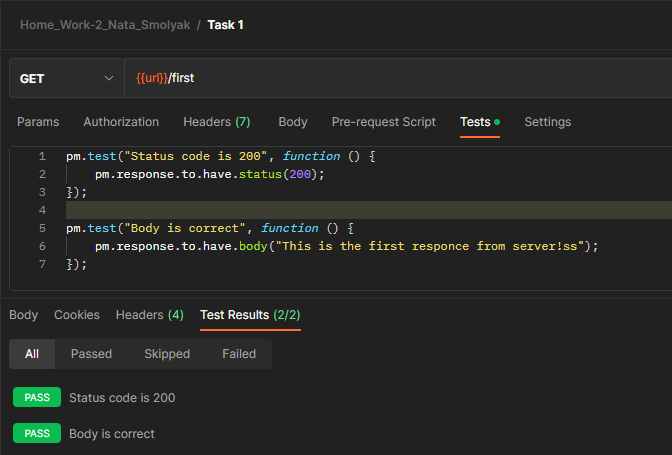 Home_Work-2_Nata_Smolyak / Task 1
GET {{url}}/first
Params Authorization Headers (7) Body Pre-request Script Tests Settings
1 pm.test("Status code is 200", function () {
2 pm.response.to.have.status(200);
3 });
4
5 pm.test("Body is correct", function () {
6 pm.response.to.have.body("This is the first responce from server!ss");
7 });
Body Cookies Headers (4) Test Results (2/2)
All Passed Skipped Failed
PASS Status code is 200
PASS Body is correct